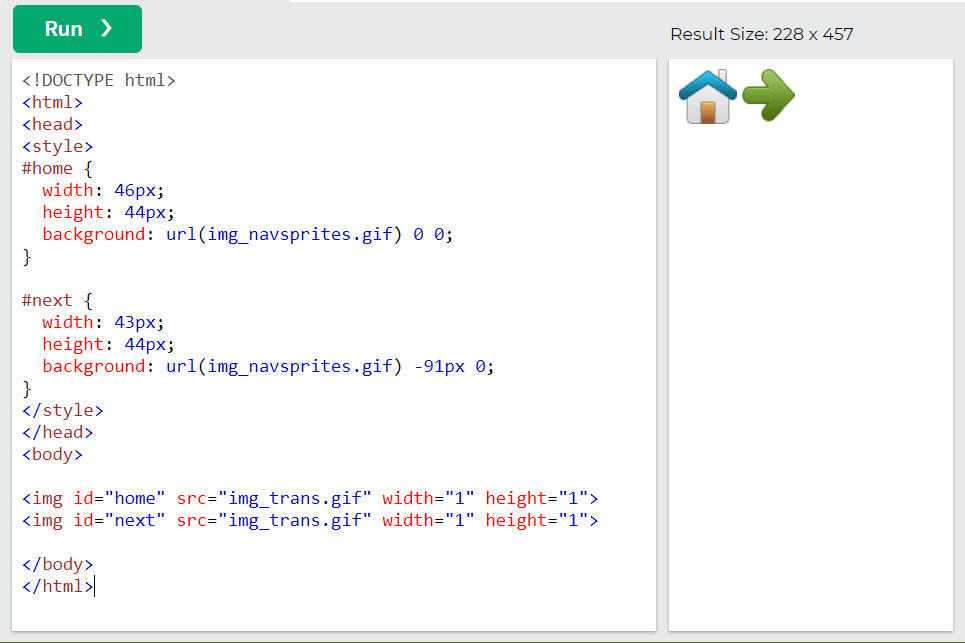 Run ❯
Result Size: 228 x 457
<!DOCTYPE html>
<html>
<head>
<style>
#home {
  width: 46px;
  height: 44px;
  background: url(img_navsprites.gif) 0 0;
}

#next {
  width: 43px;
  height: 44px;
  background: url(img_navsprites.gif) -91px 0;
}
</style>
</head>
<body>

<img id="home" src="img_trans.gif" width="1" height="1">
<img id="next" src="img_trans.gif" width="1" height="1">

</body>
</html>